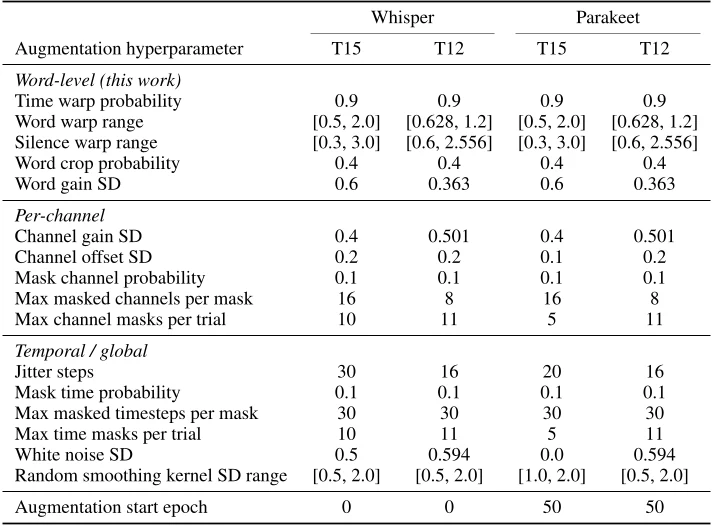 Whisper Parakeet
Augmentation hyperparameter T15 T12 T15 T12
Word-level (this work)
Time warp probability 0.9 0.9 0.9 0.9
Word warp range [0.5, 2.0] [0.628, 1.2] [0.5, 2.0] [0.628, 1.2]
Silence warp range [0.3, 3.0] [0.6, 2.556] [0.3, 3.0] [0.6, 2.556]
Word crop probability 0.4 0.4 0.4 0.4
Word gain SD 0.6 0.363 0.6 0.363
Per-channel
Channel gain SD 0.4 0.501 0.4 0.501
Channel offset SD 0.2 0.2 0.1 0.2
Mask channel probability 0.1 0.1 0.1 0.1
Max masked channels per mask 16 8 16 8
Max channel masks per trial 10 11 5 11
Temporal / global
Jitter steps 30 16 20 16
Mask time probability 0.1 0.1 0.1 0.1
Max masked timesteps per mask 30 30 30 30
Max time masks per trial 10 11 5 11
White noise SD 0.5 0.594 0.0 0.594
Random smoothing kernel SD range [0.5, 2.0] [0.5, 2.0] [1.0, 2.0] [0.5, 2.0]
Augmentation start epoch 0 0 50 50